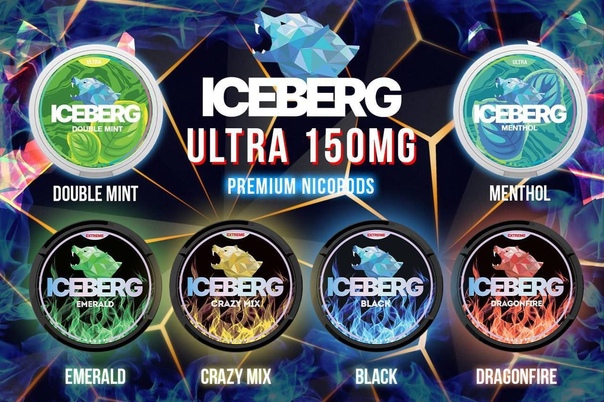 ICEBERG
ULTRA 150MG
PREMIUM NICOPODS
ULTRA
ICEBERG
DOUBLE MINT
DOUBLE MINT
ULTRA
ICEBERG
MENTHOL
MENTHOL
EXTREME
ICEBERG
EMERALD
EMERALD
EXTREME
ICEBERG
CRAZY MIX
CRAZY MIX
EXTREME
ICEBERG
BLACK
BLACK
EXTREME
ICEBERG
DRAGONFIRE
DRAGONFIRE